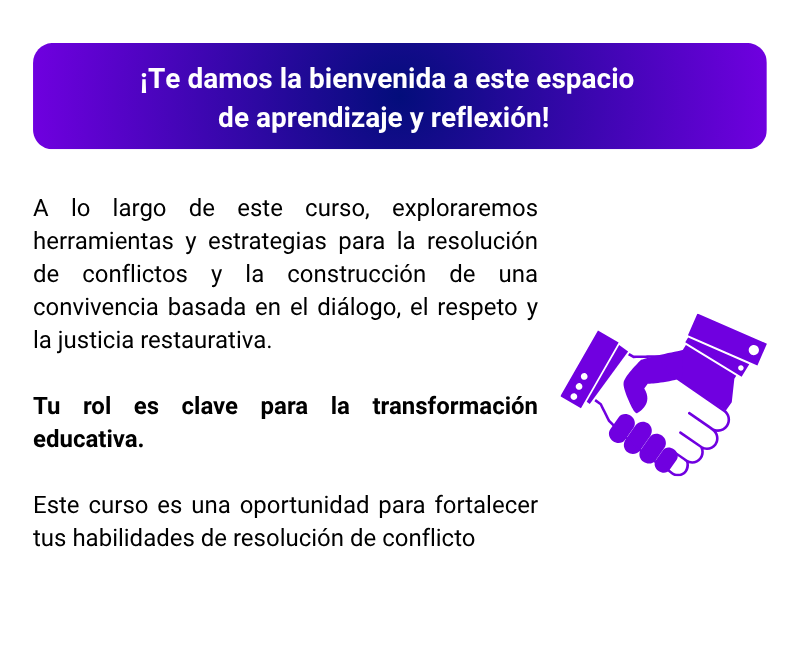 ¡Te damos la bienvenida a este espacio
de aprendizaje y reflexión!
A lo largo de este curso, exploraremos
herramientas y estrategias para la resolución
de conflictos y la construcción de una
convivencia basada en el diálogo, el respeto y
la justicia restaurativa.
Tu rol es clave para la transformación
educativa.
Este curso es una oportunidad para fortalecer
tus habilidades de resolución de conflicto